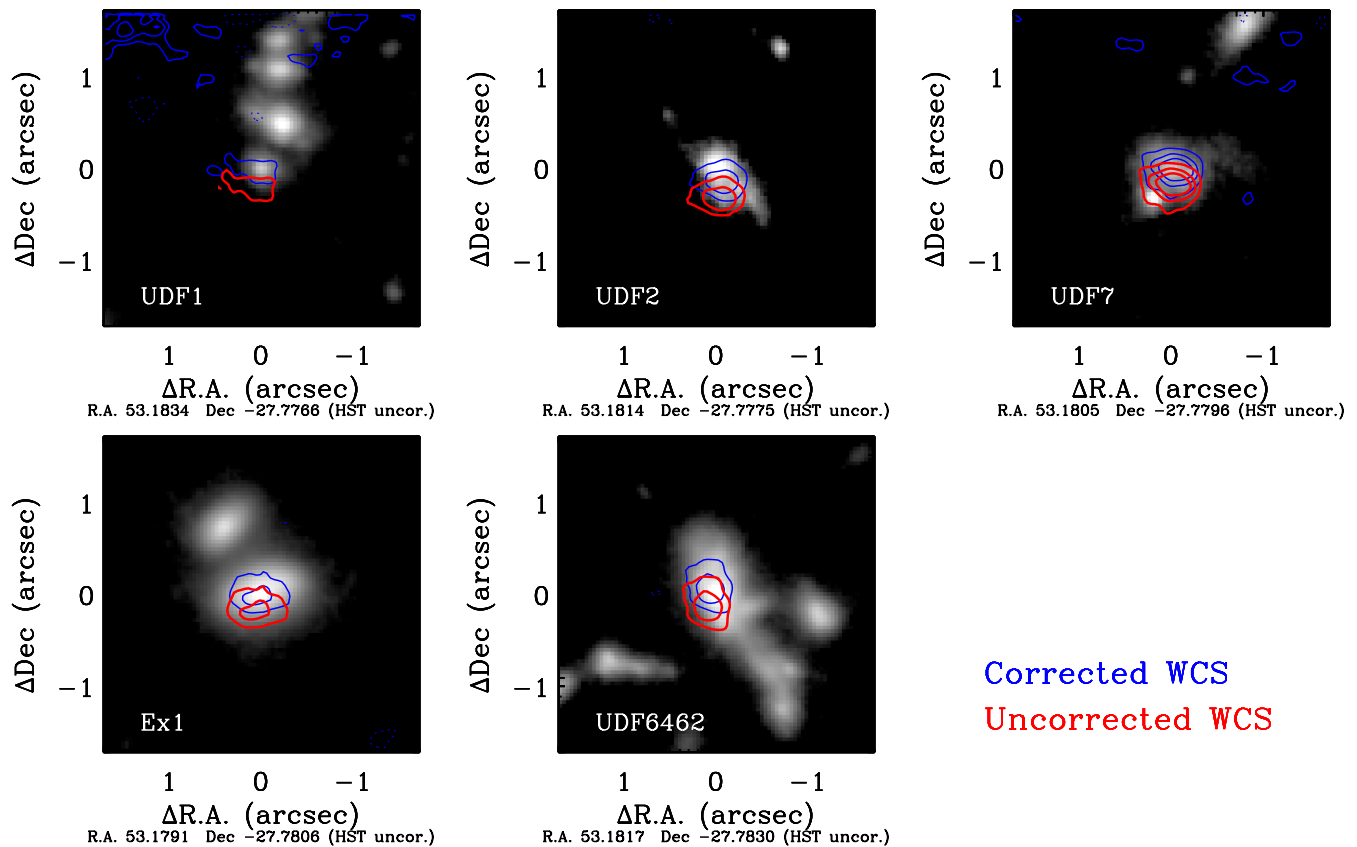 ΔDec (arcsec)
1
0
−1
UDF1
1 0 −1
ΔR.A. (arcsec)
R.A. 53.1834 Dec −27.7766 (HST uncor.)
ΔDec (arcsec)
1
0
−1
UDF2
1 0 −1
ΔR.A. (arcsec)
R.A. 53.1814 Dec −27.7775 (HST uncor.)
ΔDec (arcsec)
1
0
−1
UDF7
1 0 −1
ΔR.A. (arcsec)
R.A. 53.1805 Dec −27.7796 (HST uncor.)
ΔDec (arcsec)
1
0
−1
Ex1
1 0 −1
ΔR.A. (arcsec)
R.A. 53.1791 Dec −27.7806 (HST uncor.)
ΔDec (arcsec)
1
0
−1
UDF6462
1 0 −1
ΔR.A. (arcsec)
R.A. 53.1817 Dec −27.7830 (HST uncor.)
Corrected WCS
Uncorrected WCS